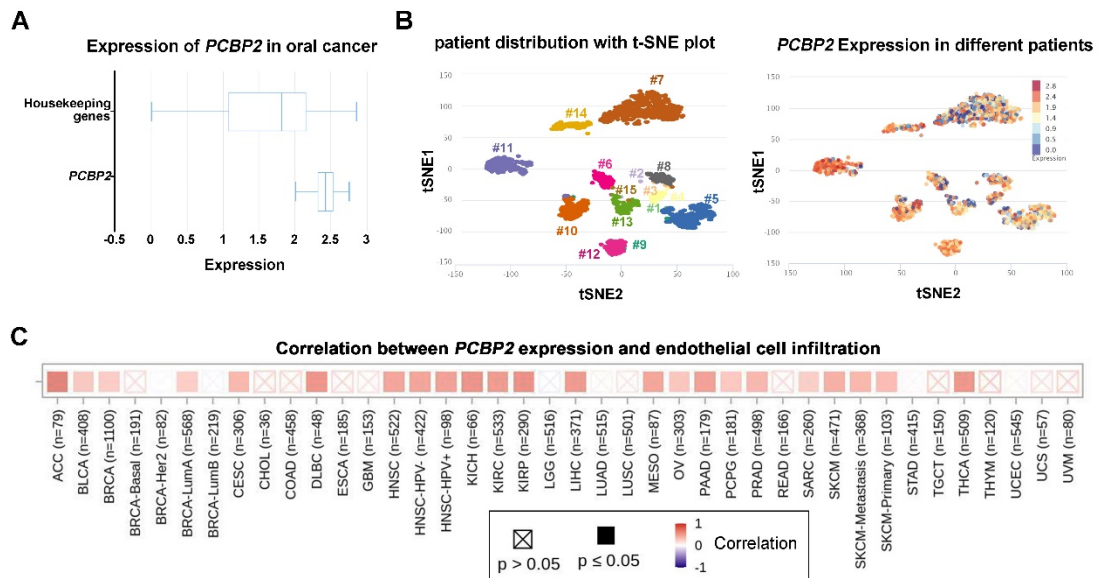 A
Expression of PCBP2 in oral cancer
Housekeeping
genes
PCBP2
-0.5 0 0.5 1 1.5 2 2.5 3
Expression
B
patient distribution with t-SNE plot
150
100
50
0
-50
-100
150
tSNE1
#7
#14
#11
#6
#2
#8
#15
#3
#5
#1
#10
#13
#12
#9
-150 -100 -50 0 50 100
tSNE2
PCBP2 Expression in different patients
150
100
50
0
-50
-100
150
tSNE1
2.8
2.4
1.9
1.4
0.9
0.5
0.0
Expression
-150 -100 -50 0 50 100
tSNE2
C
Correlation between PCBP2 expression and endothelial cell infiltration
ACC (n=79)
BLCA (n=408)
BRCA (n=1100)
BRCA-Basal (n=191)
BRCA-Her2 (n=82)
BRCA-LumA (n=568)
BRCA-LumB (n=219)
CESC (n=306)
CHOL (n=36)
COAD (n=458)
DLBC (n=48)
ESCA (n=185)
GBM (n=153)
HNSC (n=522)
HNSC-HPV- (n=422)
HNSC-HPV+ (n=98)
KICH (n=66)
KIRC (n=533)
KIRP (n=290)
LGG (n=516)
LIHC (n=371)
LUAD (n=515)
LUSC (n=501)
MESO (n=87)
OV (n=303)
PAAD (n=179)
PCPG (n=181)
PRAD (n=498)
READ (n=166)
SARC (n=260)
SKCM (n=471)
SKCM-Metastasis (n=368)
SKCM-Primary (n=103)
STAD (n=415)
TGCT (n=150)
THCA (n=509)
THYM (n=120)
UCEC (n=545)
UCS (n=57)
UVM (n=80)
p > 0.05
p ≤ 0.05
1
0
-1
Correlation